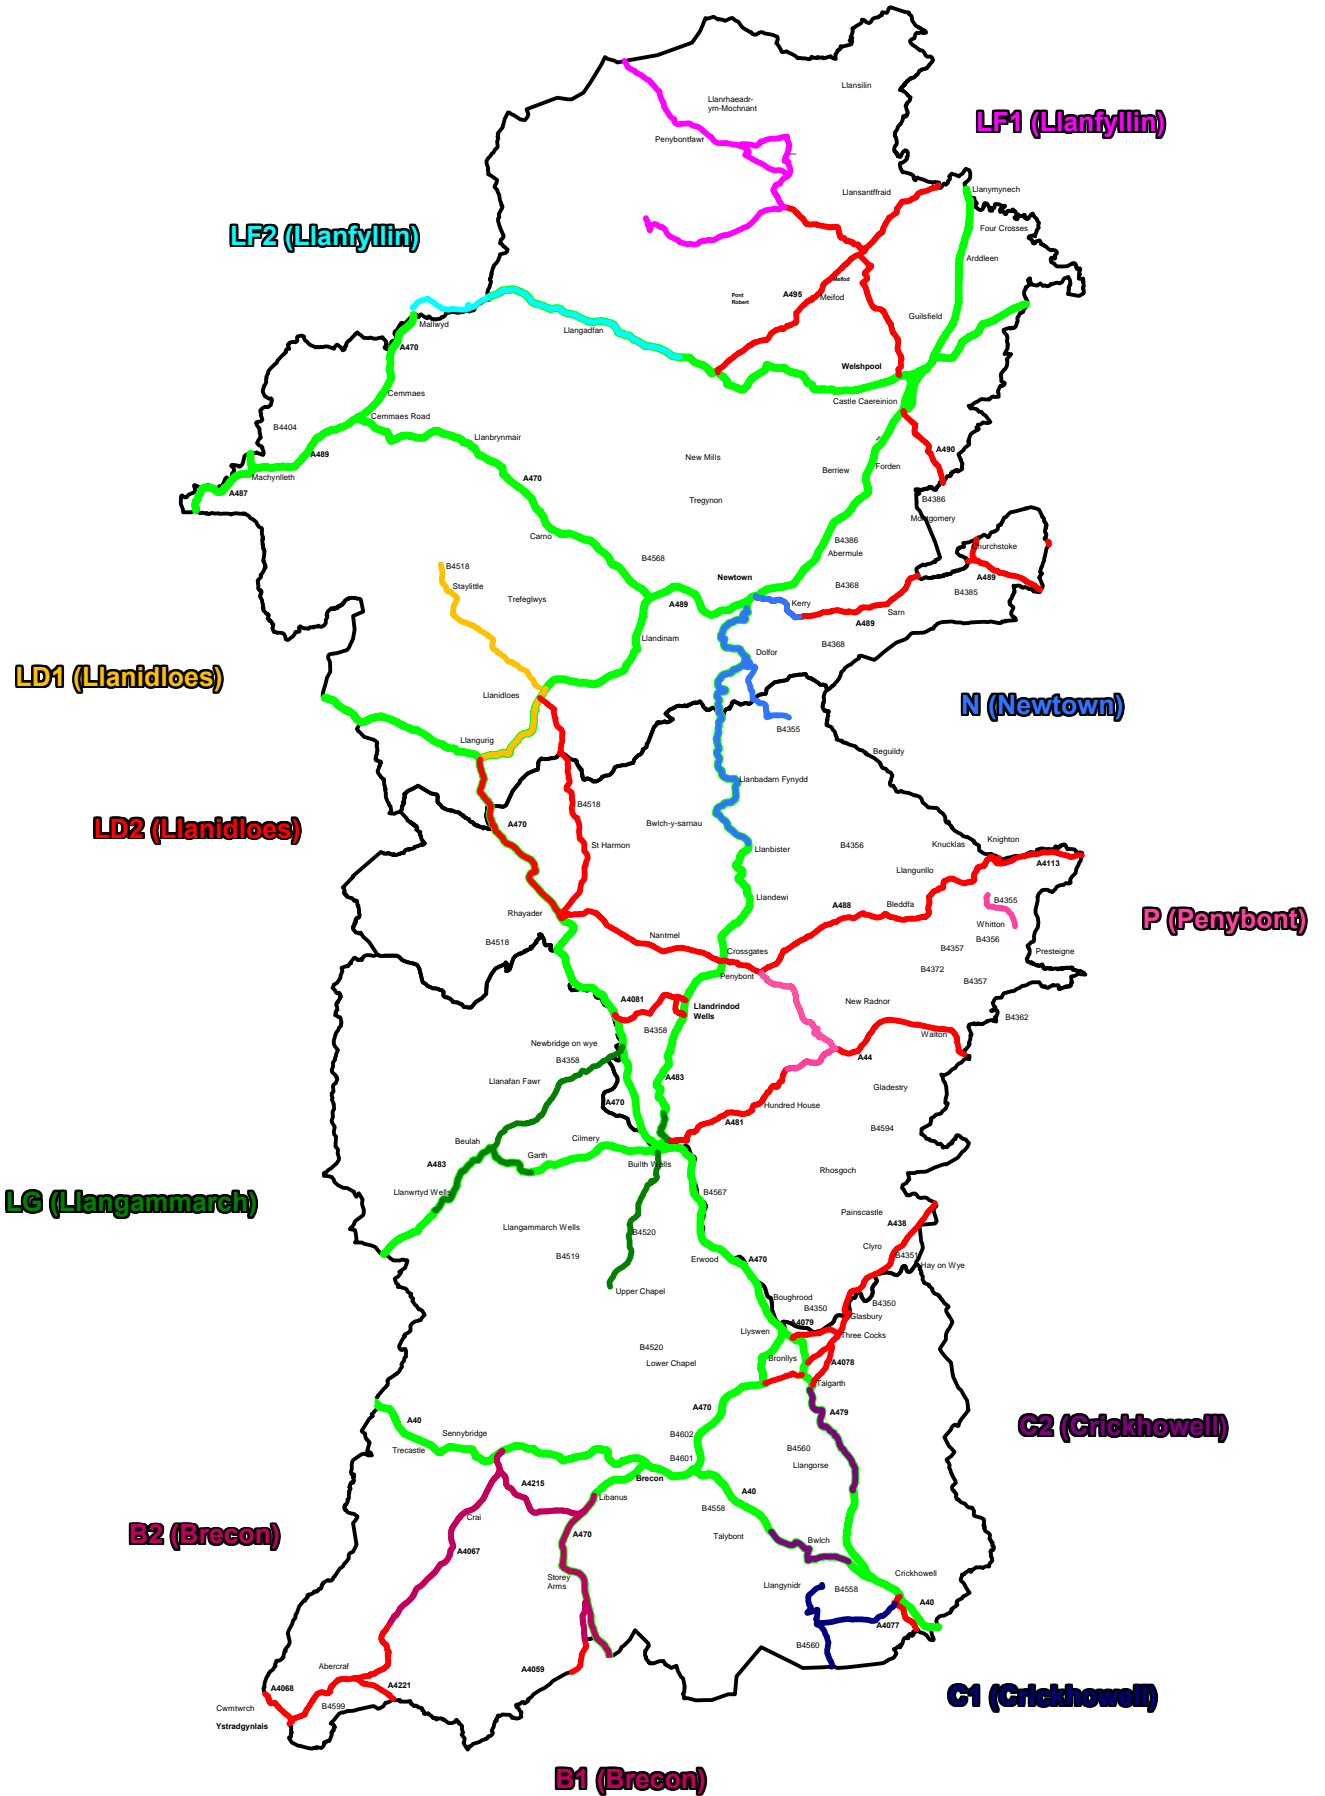 Llansilin
Llanrhaeadr-
ym-Mochnant
LF1 (Llanfyllin)
Penybontfawr
Llansantffraid
Llanymynech
LF2 (Llanfyllin)
Four Crosses
Arddleen
Meifod
Pont
Robert
A495
Meifod
Guilsfield
Mallwyd
Llangadfan
A470
Welshpool
Cemmaes
Castle Caereinion
Cemmaes Road
B4404
Llanbrynmair
A489
New Mills
A490
Berriew
Forden
Machynlleth
A470
A487
Tregynon
B4386
Montgomery
Carno
B4386
Churchstoke
Abermule
B4568
B4518
Newtown
A489
Staylittle
B4368
B4385
Trefeglwys
A489
Kerry
Sarn
A489
Llandinam
B4368
Dolfor
LD1 (Llanidloes)
Llanidloes
N (Newtown)
B4355
Llangurig
Beguildy
Llanbadarn Fynydd
B4518
LD2 (Llanidloes)
A470
Bwlch-y-sarnau
St Harmon
Llanbister
B4356
Knucklas
Knighton
A4113
Llangunllo
Llandewi
A488
Bleddfa
B4355
Rhayader
P (Penybont)
Whitton
Nantmel
B4356
B4518
Crossgates
B4357
Presteigne
Penybont
B4372
B4357
A4081
Llandrindod
Wells
New Radnor
B4362
B4358
Walton
Newbridge on wye
B4358
A44
Llanafan Fawr
A483
Gladestry
A470
Hundred House
A481
B4594
Beulah
Cilmery
Garth
A483
Builth Wells
Rhosgoch
Llanwrtyd Wells
B4567
LG (Llangammarch)
Painscastle
A438
Llangammarch Wells
B4520
Clyro
B4519
Erwood
A470
B4351
Hay on Wye
Upper Chapel
Boughrood
B4350
B4350
Glasbury
A4079
Llyswen
Three Cocks
B4520
Lower Chapel
Bronllys
A4078
Talgarth
A470
A479
A40
C2 (Crickhowell)
Sennybridge
B4602
Trecastle
B4560
B4601
Llangorse
Brecon
A4215
A40
Libanus
B4558
Crai
B2 (Brecon)
A470
Talybont
Bwlch
A4067
Crickhowell
Storey
Arms
Llangynidr
B4558
A40
A4077
B4560
Abercraf
A4059
A4068
A4221
C1 (Crickhowell)
Cwmtwrch
B4599
Ystradgynlais
B1 (Brecon)